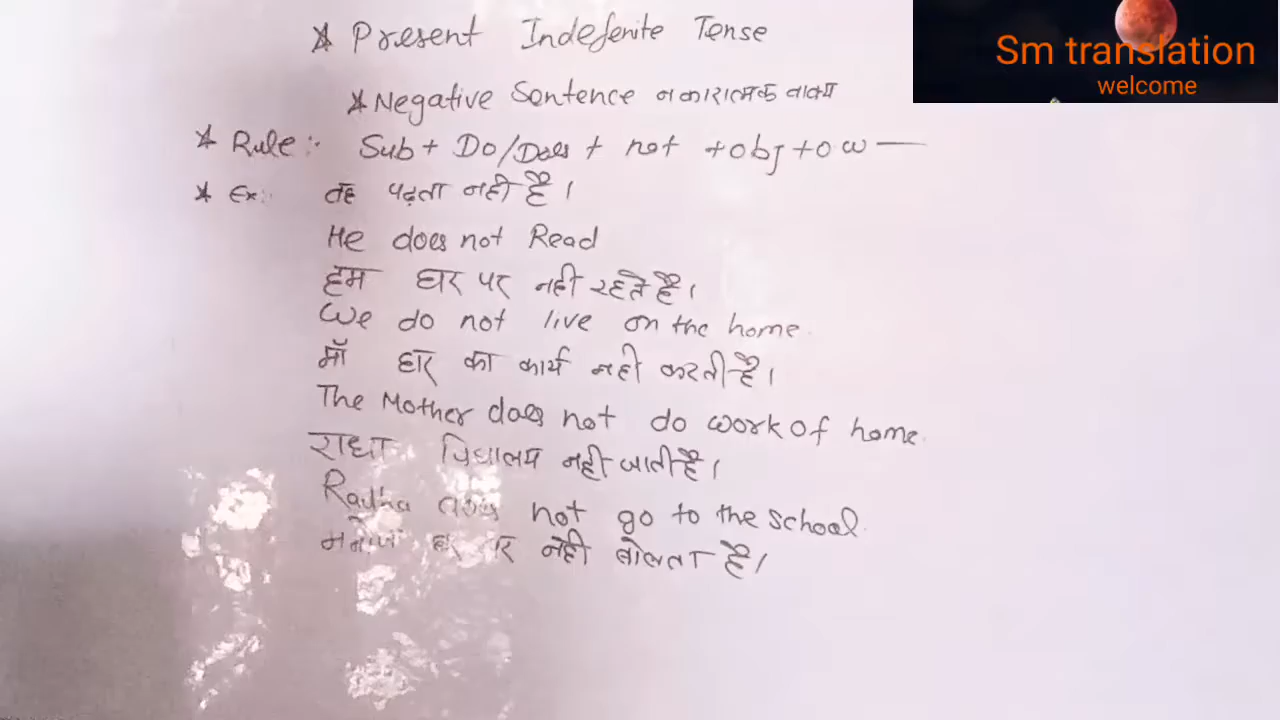 * Present Indefenite Tense
Sm translation
welcome
* Negative Sentence नकारात्मक वाक्य
* Rule:- Sub + Do/Does + not + obj + o w —
* Ex:- वह पढ़ता नही है।
He does not Read
हम घर पर नही रहते है।
We do not live on the home.
माँ घर का कार्य नही करती है।
The Mother does not do work of home.
राधा विधालय नही जाती है।
Radha does not go to the school.
नही बोलता है।